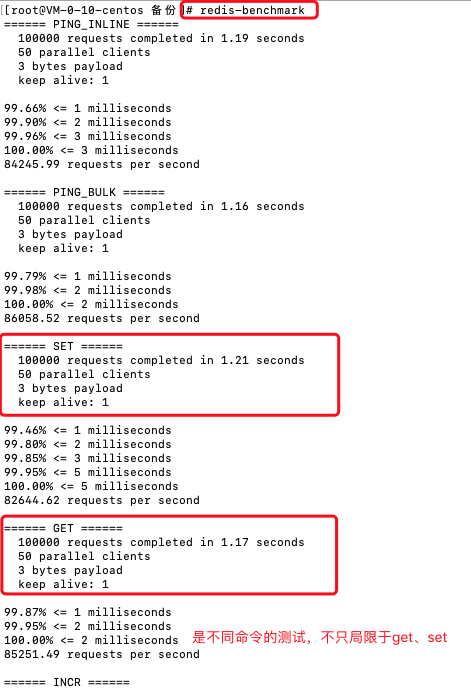 [[root@VM-0-10-centos 备份 ]# redis-benchmark
====== PING_INLINE ======
100000 requests completed in 1.19 seconds
50 parallel clients
3 bytes payload
keep alive: 1
99.66% <= 1 milliseconds
99.90% <= 2 milliseconds
99.96% <= 3 milliseconds
100.00% <= 3 milliseconds
84245.99 requests per second
====== PING_BULK ======
100000 requests completed in 1.16 seconds
50 parallel clients
3 bytes payload
keep alive: 1
99.79% <= 1 milliseconds
99.98% <= 2 milliseconds
100.00% <= 2 milliseconds
86058.52 requests per second
====== SET ======
100000 requests completed in 1.21 seconds
50 parallel clients
3 bytes payload
keep alive: 1
99.46% <= 1 milliseconds
99.80% <= 2 milliseconds
99.85% <= 3 milliseconds
99.95% <= 5 milliseconds
100.00% <= 5 milliseconds
82644.62 requests per second
====== GET ======
100000 requests completed in 1.17 seconds
50 parallel clients
3 bytes payload
keep alive: 1
99.87% <= 1 milliseconds
99.95% <= 2 milliseconds
100.00% <= 2 milliseconds 是不同命令的测试，不只局限于get、set
85251.49 requests per second
====== INCR ======